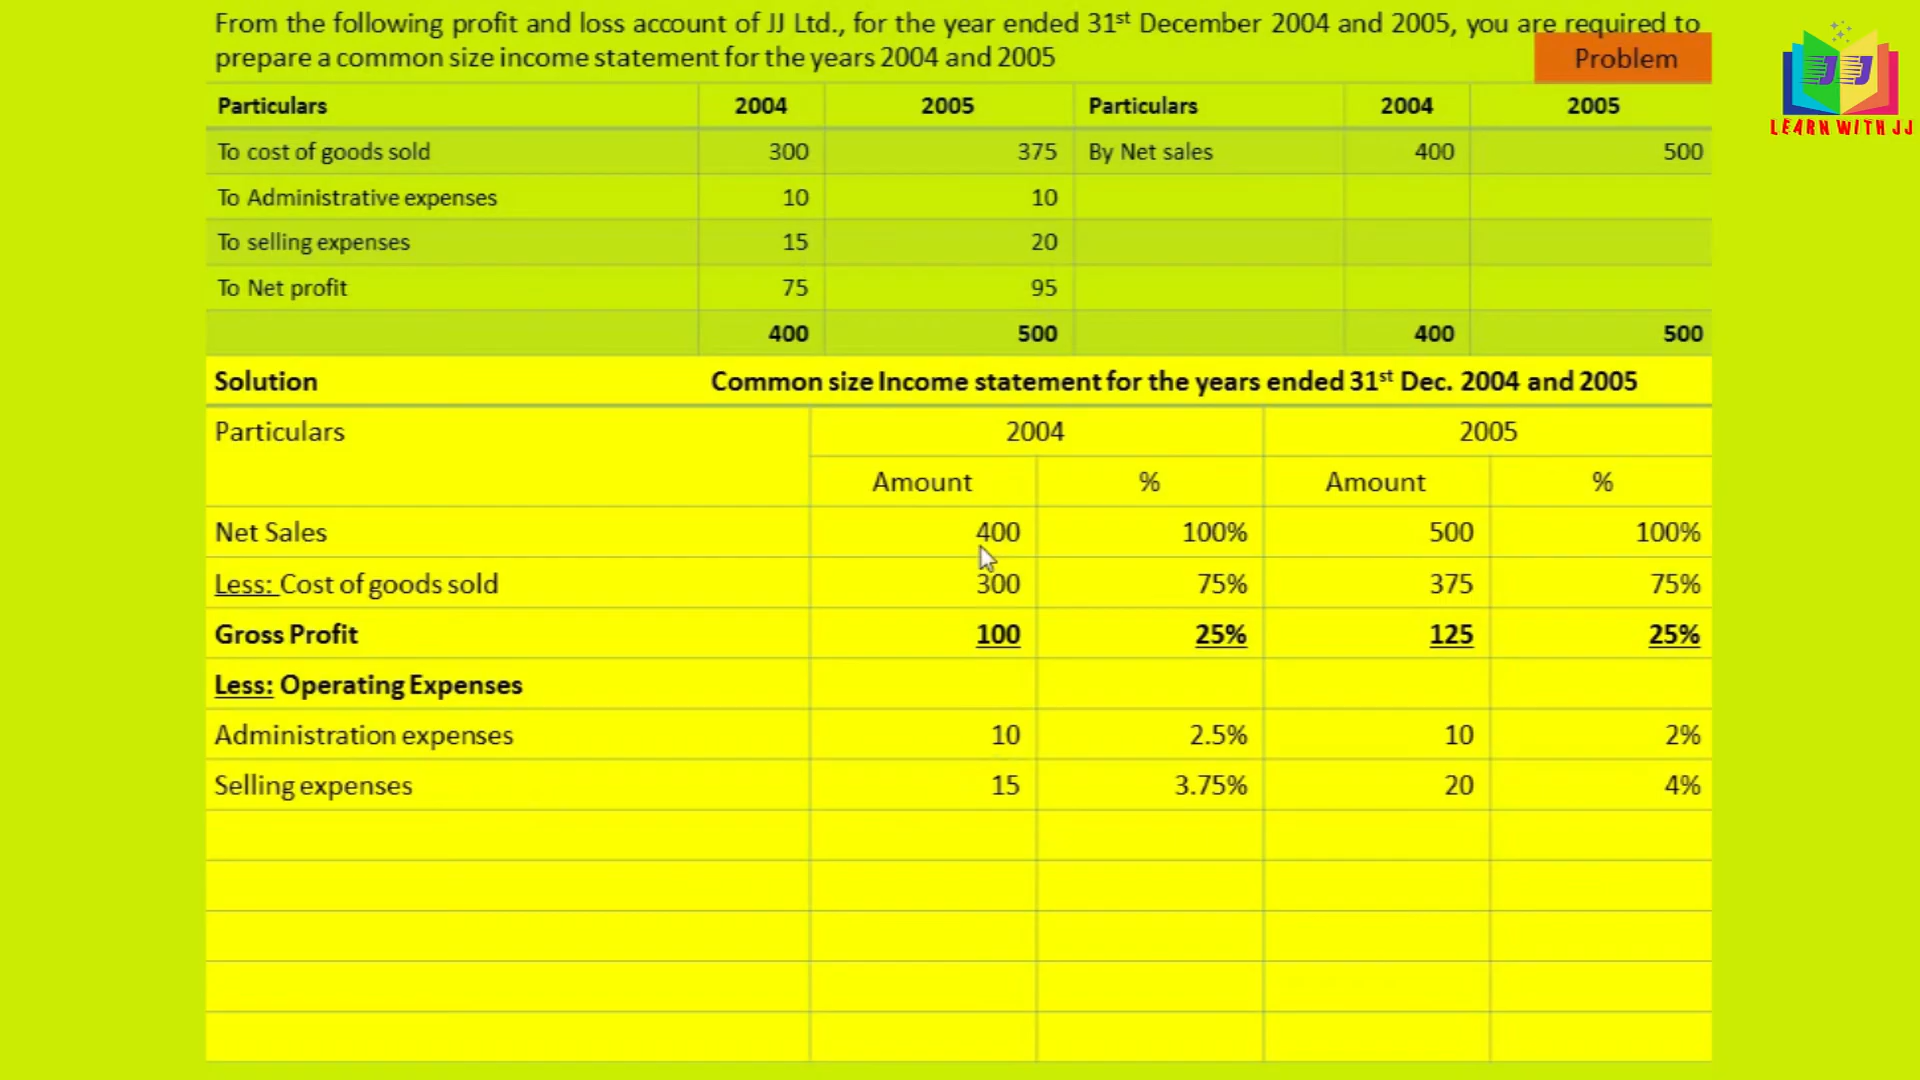 From the following profit and loss account of JJ Ltd., for the year ended 31st December 2004 and 2005, you are required to
prepare a common size income statement for the years 2004 and 2005
Problem
JJ
LEARN WITH JJ
Particulars 2004 2005 Particulars 2004 2005
To cost of goods sold 300 375 By Net sales 400 500
To Administrative expenses 10 10
To selling expenses 15 20
To Net profit 75 95
400 500 400 500
Solution Common size Income statement for the years ended 31st Dec. 2004 and 2005
Particulars 2004 2005
Amount % Amount %
Net Sales 400 100% 500 100%
Less: Cost of goods sold 300 75% 375 75%
Gross Profit 100 25% 125 25%
Less: Operating Expenses
Administration expenses 10 2.5% 10 2%
Selling expenses 15 3.75% 20 4%